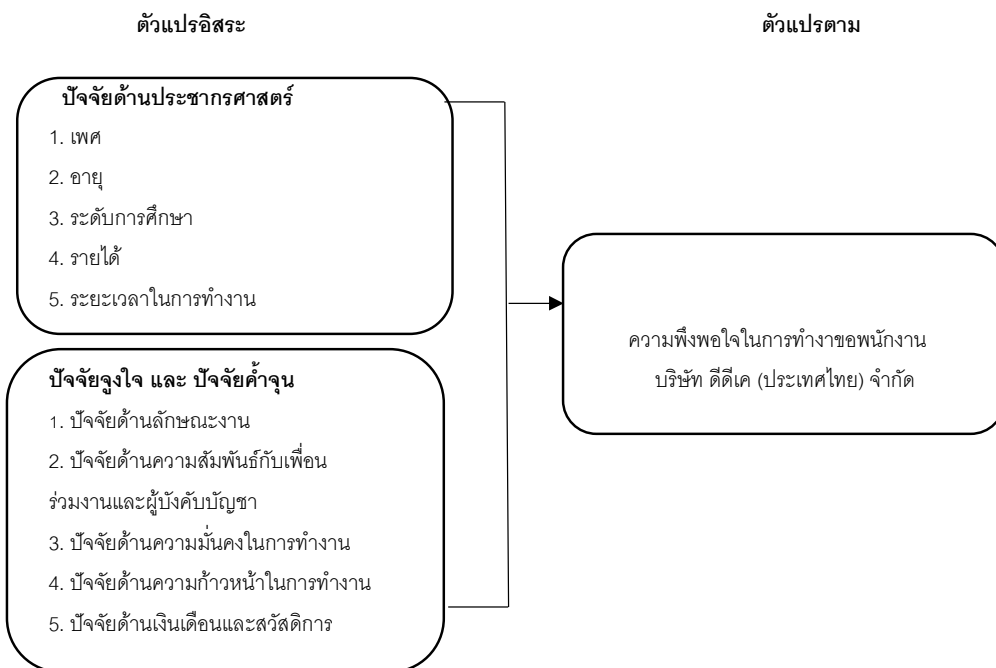 ตัวแปรอิสระ
ตัวแปรตาม
ปัจจัยด้านประชากรศาสตร์
1. เพศ
2. อายุ
3. ระดับการศึกษา
4. รายได้
5. ระยะเวลาในการทำงาน
ปัจจัยจูงใจ และ ปัจจัยค้ำจุน
1. ปัจจัยด้านลักษณะงาน
2. ปัจจัยด้านความสัมพันธ์กับเพื่อน
ร่วมงานและผู้บังคับบัญชา
3. ปัจจัยด้านความมั่นคงในการทำงาน
4. ปัจจัยด้านความก้าวหน้าในการทำงาน
5. ปัจจัยด้านเงินเดือนและสวัสดิการ
ความพึงพอใจในการทำงาขอพนักงาน
บริษัท ดีดีเค (ประเทศไทย) จำกัด